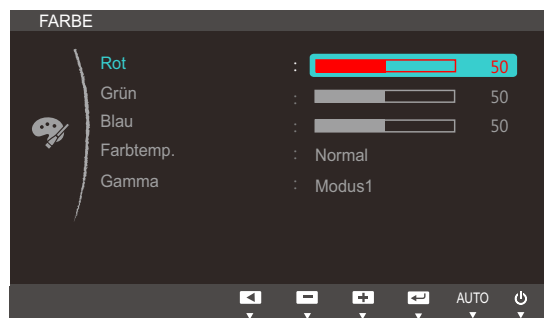 FARBE
Rot : 50
Grün : 50
Blau : 50
Farbtemp. : Normal
Gamma : Modus1
AUTO